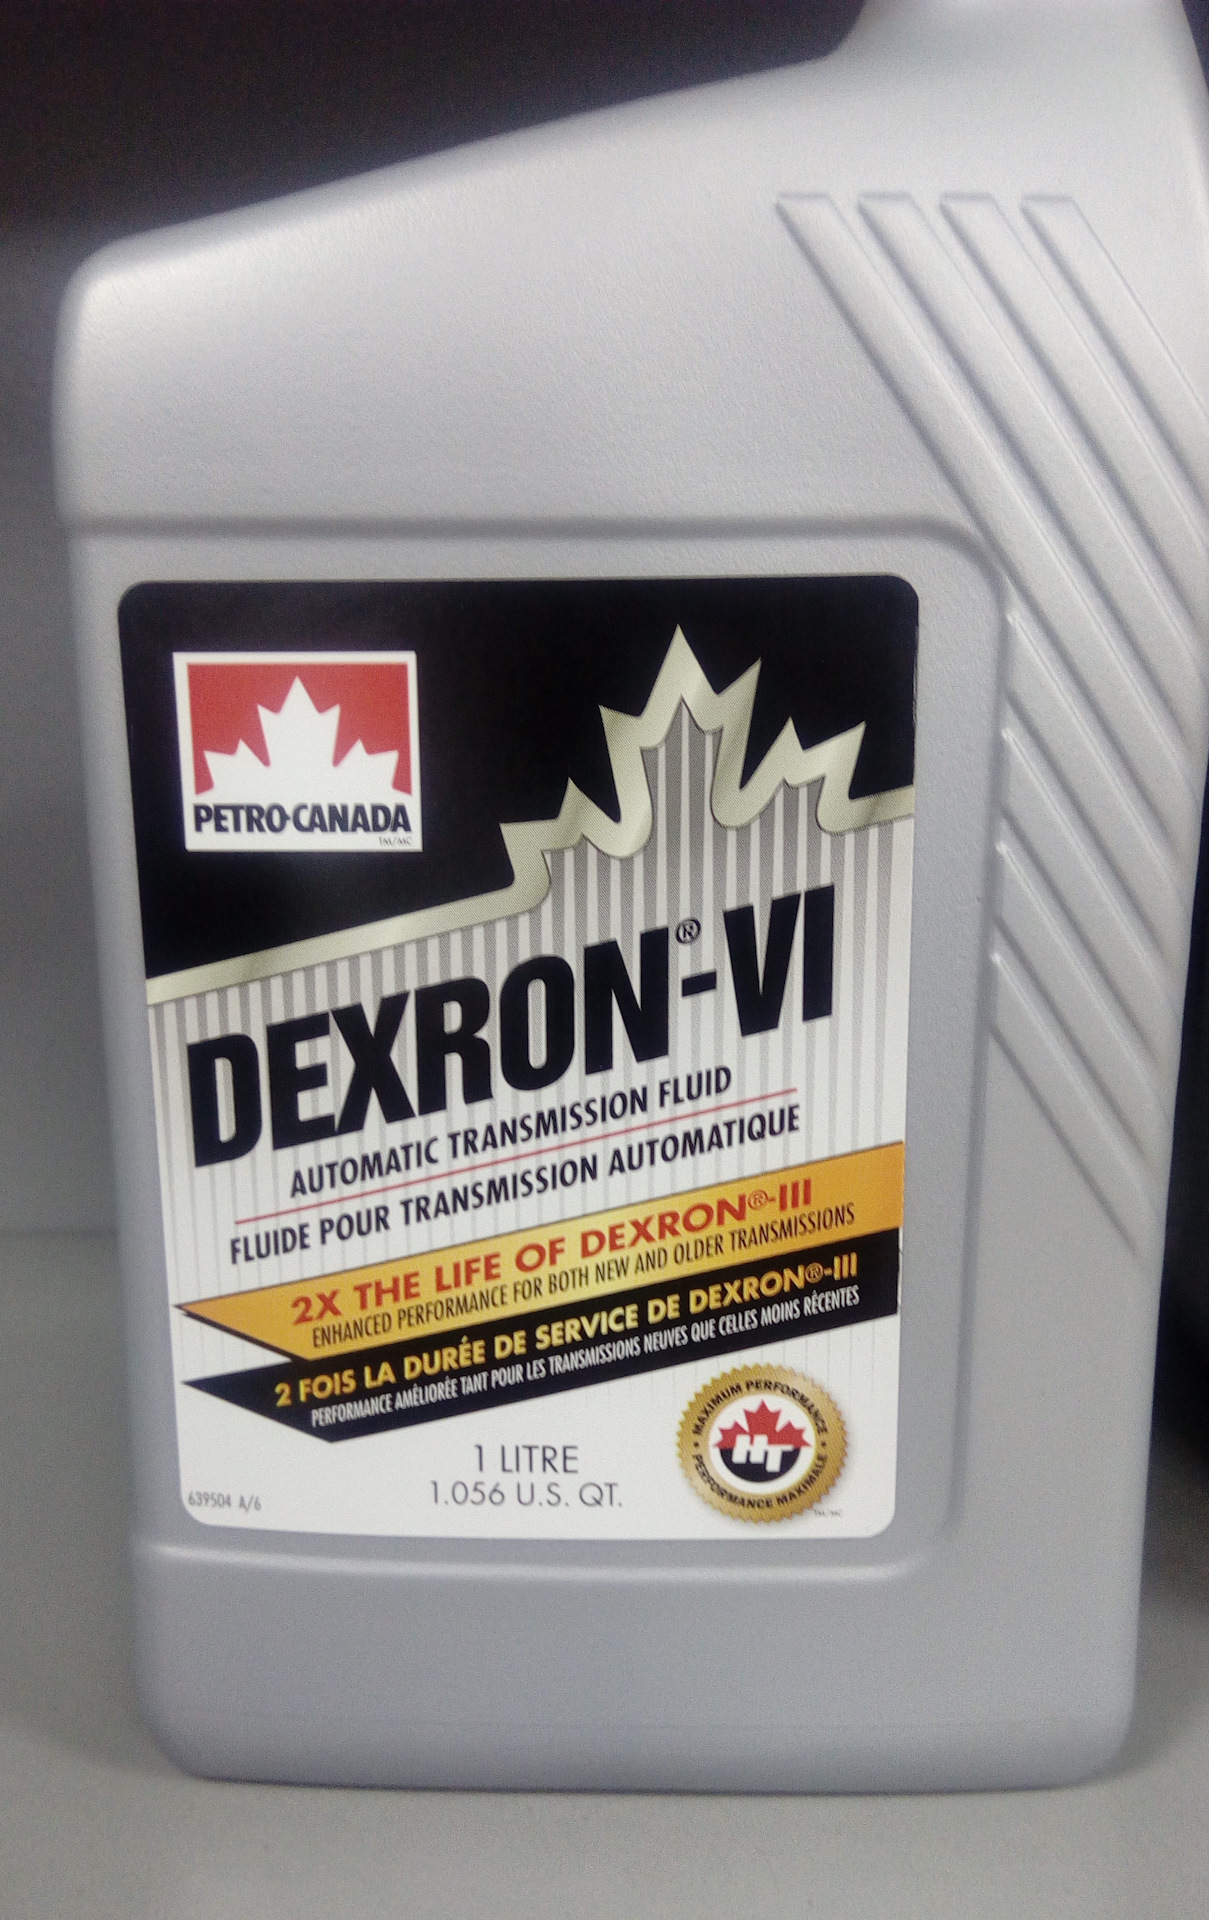 PETRO-CANADA
TM/MC
DEXRON®-VI
AUTOMATIC TRANSMISSION FLUID
FLUIDE POUR TRANSMISSION AUTOMATIQUE
2X THE LIFE OF DEXRON®-III
ENHANCED PERFORMANCE FOR BOTH NEW AND OLDER TRANSMISSIONS
2 FOIS LA DURÉE DE SERVICE DE DEXRON®-III
PERFORMANCE AMÉLIORÉE TANT POUR LES TRANSMISSIONS NEUVES QUE CELLES MOINS RÉCENTES
1 LITRE
1.056 U.S. QT.
639504 A/6
MAXIMUM PERFORMANCE
HT
PERFORMANCE MAXIMALE
TM/MC